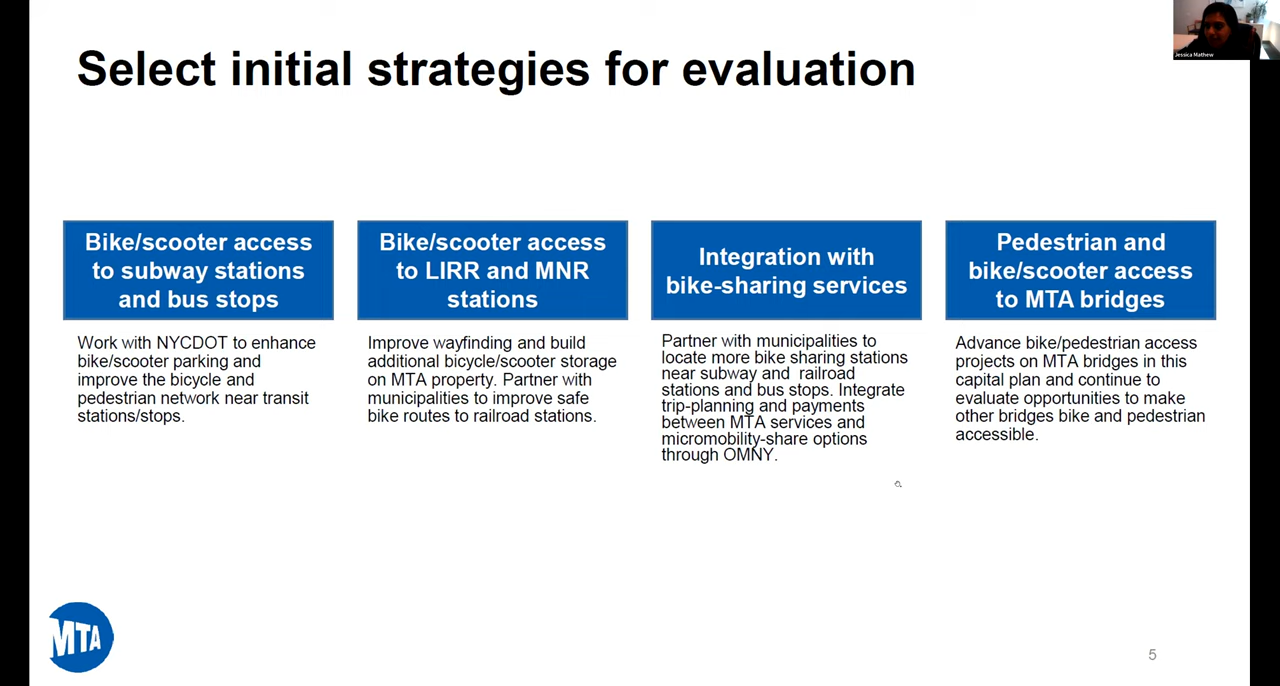 Jessica Mathew
Select initial strategies for evaluation
Bike/scooter access
to subway stations
and bus stops
Work with NYCDOT to enhance
bike/scooter parking and
improve the bicycle and
pedestrian network near transit
stations/stops.
Bike/scooter access
to LIRR and MNR
stations
Improve wayfinding and build
additional bicycle/scooter storage
on MTA property. Partner with
municipalities to improve safe
bike routes to railroad stations.
Integration with
bike-sharing services
Partner with municipalities to
locate more bike sharing stations
near subway and railroad
stations and bus stops. Integrate
trip-planning and payments
between MTA services and
micromobility-share options
through OMNY.
Pedestrian and
bike/scooter access
to MTA bridges
Advance bike/pedestrian access
projects on MTA bridges in this
capital plan and continue to
evaluate opportunities to make
other bridges bike and pedestrian
accessible.
MTA
5